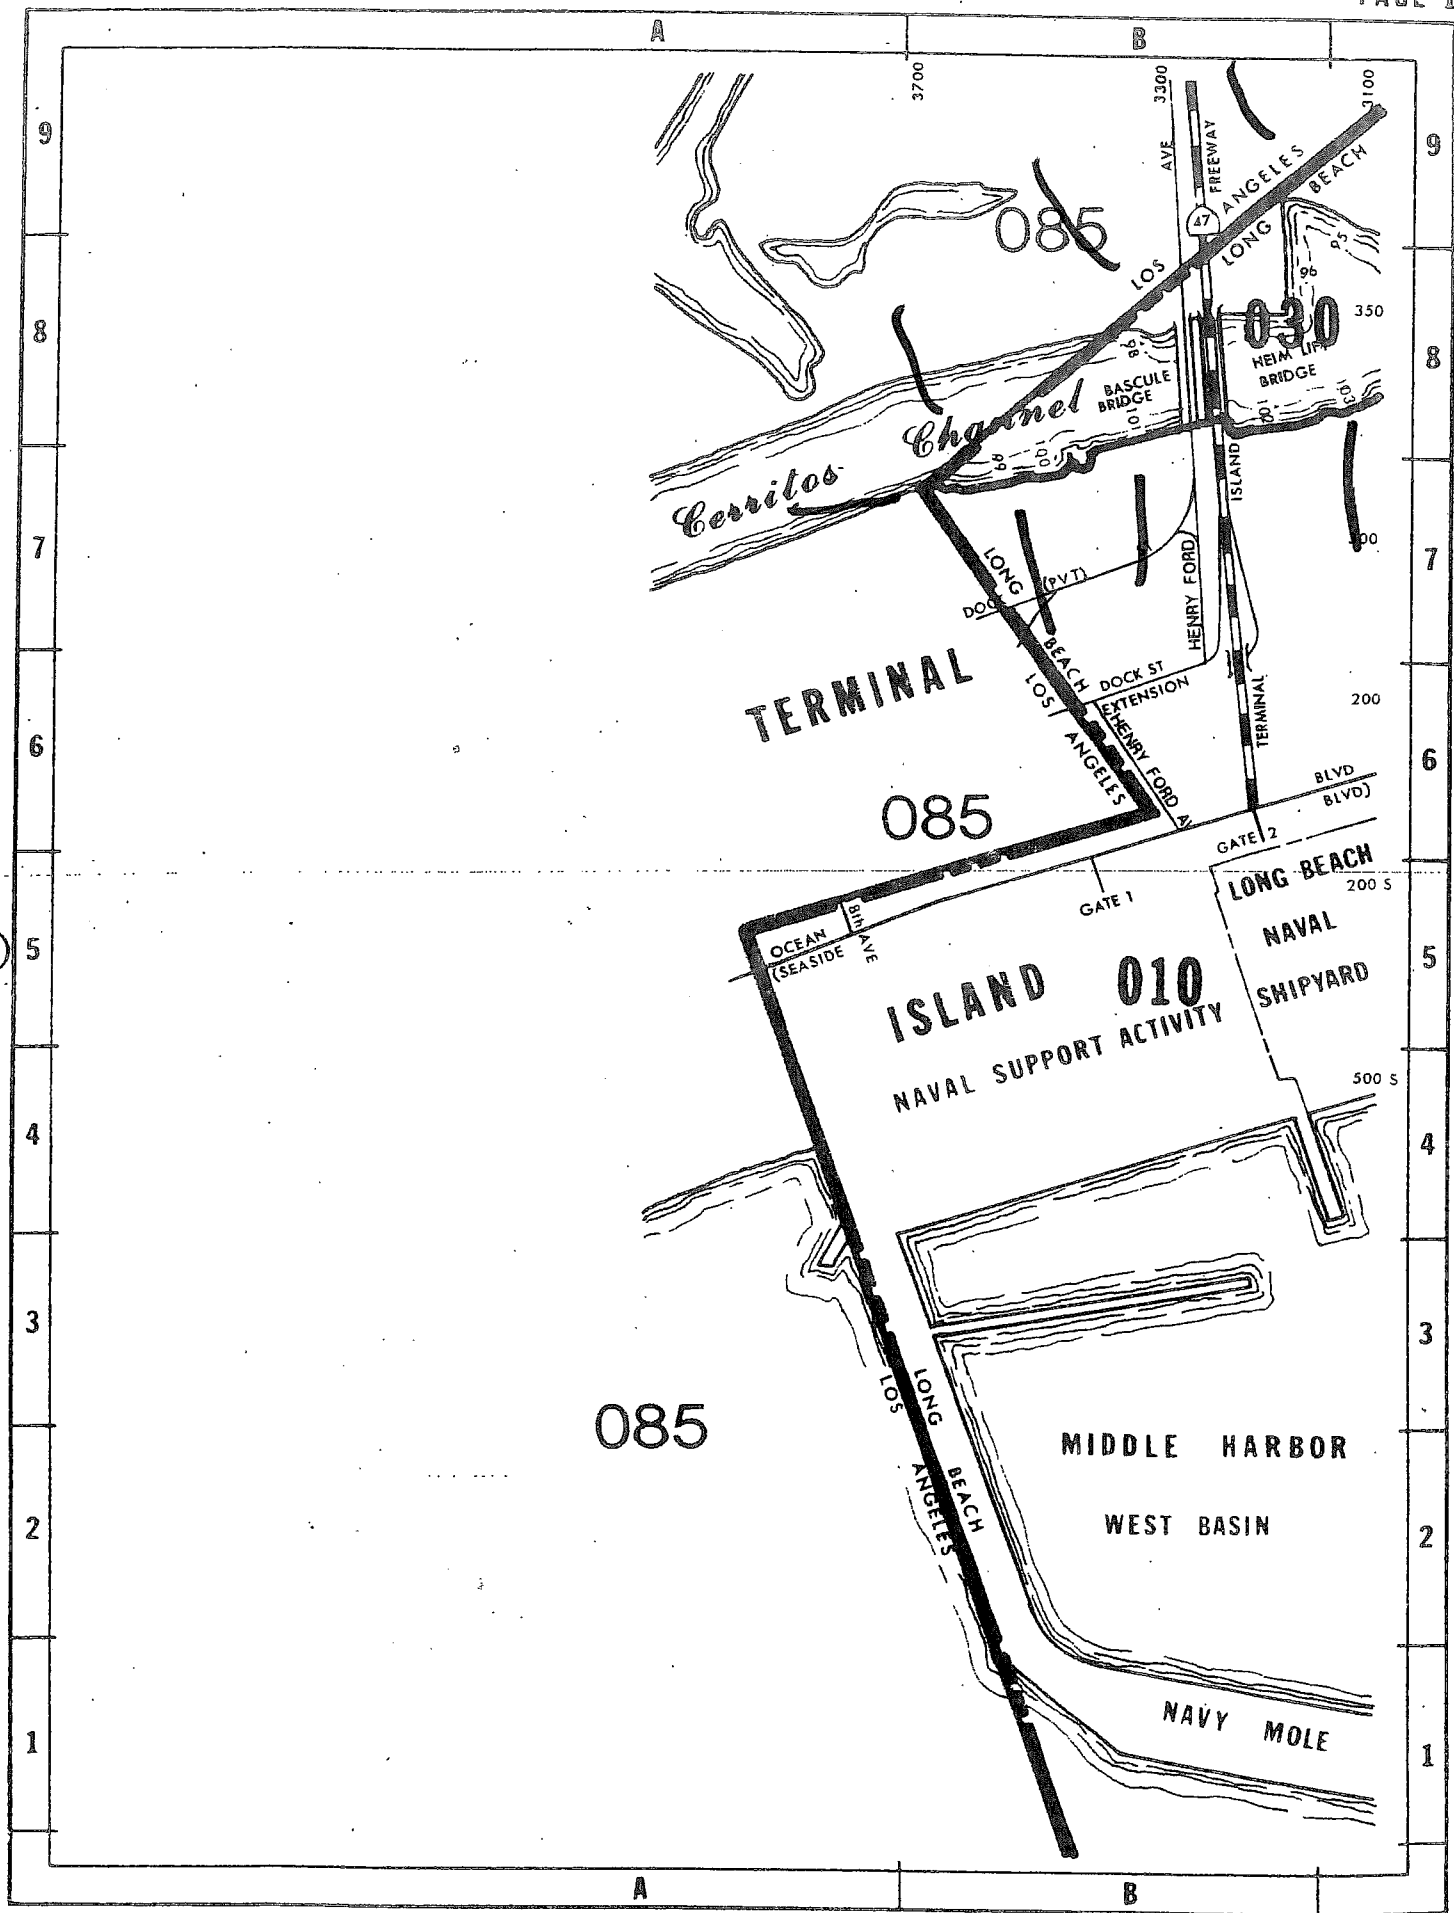 PAGE 1
A B
3700
3300
3100
9 9
AVE
FREEWAY
47
LOS ANGELES
LONG BEACH
085
95
96
030
350
8 8
98
HEIM LIFT
BRIDGE
BASCULE
BRIDGE
101
102
103
Cerritos Channel
99
90
ISLAND
7 7
LONG BEACH
DOCK (PVT)
HENRY FORD
300
TERMINAL
DOCK ST
EXTENSION
LOS ANGELES
HENRY FORD AV
200
TERMINAL
6 6
BLVD
BLVD)
085
GATE 2
GATE 1
LONG BEACH
NAVAL
SHIPYARD
200 S
8th AVE
OCEAN
(SEASIDE
5 5
ISLAND 010
NAVAL SUPPORT ACTIVITY
500 S
4 4
3 3
LONG BEACH
LOS ANGELES
085
MIDDLE HARBOR
WEST BASIN
2 2
NAVY MOLE
1 1
A B